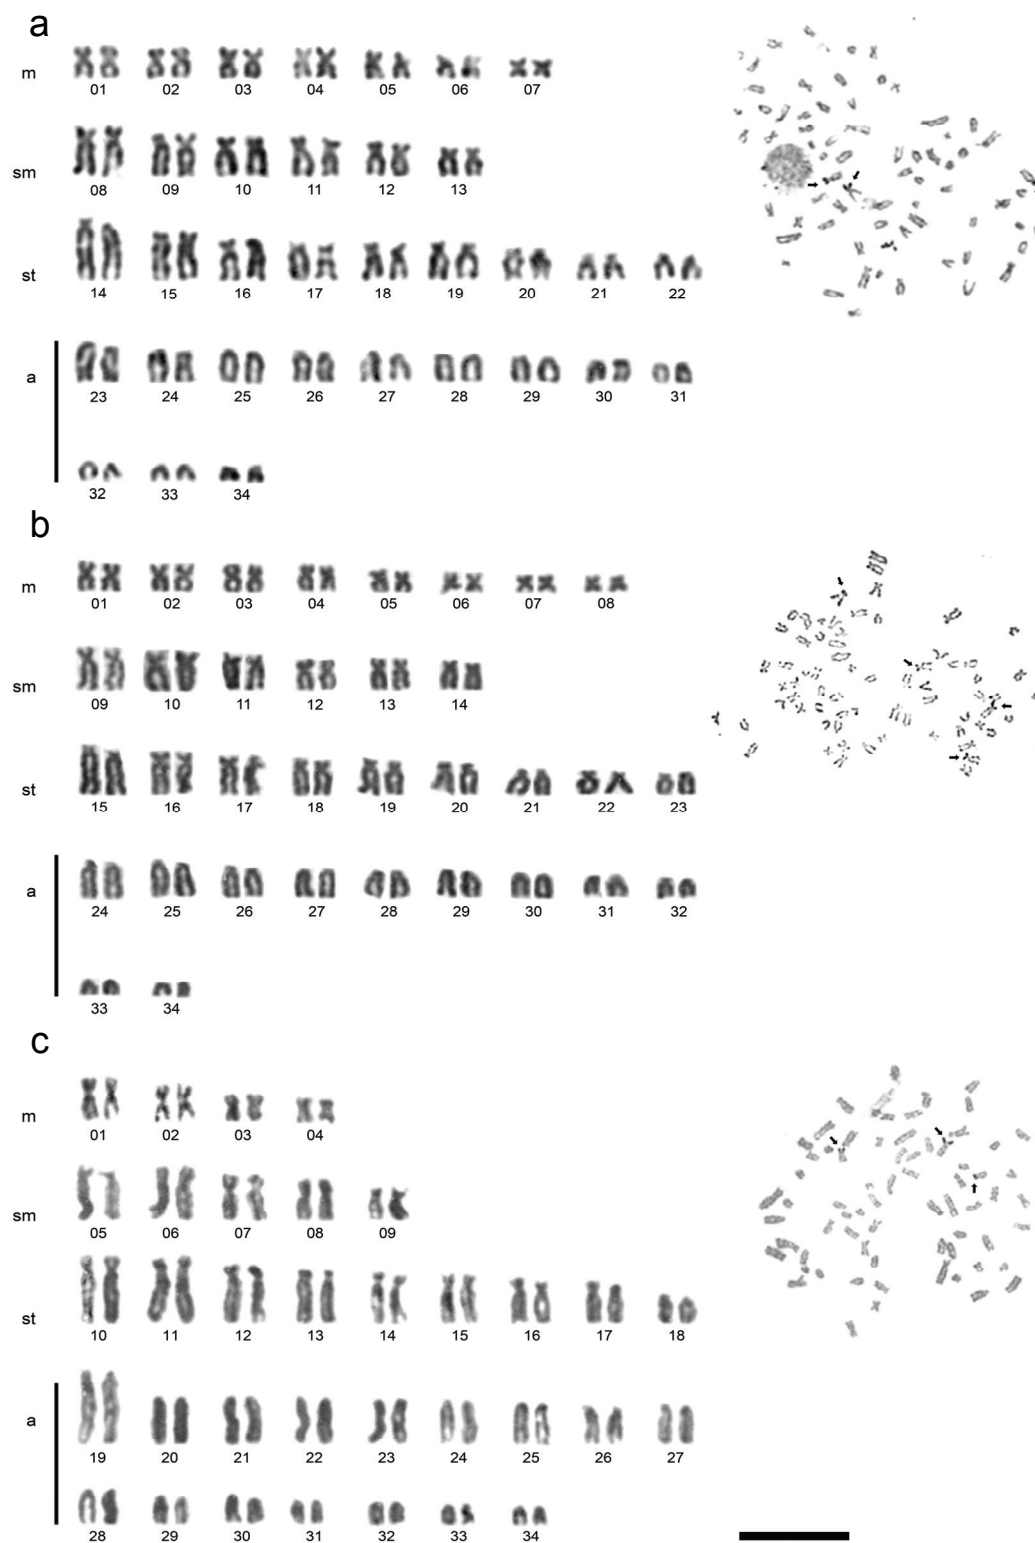 a
m
01 02 03 04 05 06 07
sm
08 09 10 11 12 13
st
14 15 16 17 18 19 20 21 22
a
23 24 25 26 27 28 29 30 31
32 33 34
b
m
01 02 03 04 05 06 07 08
sm
09 10 11 12 13 14
st
15 16 17 18 19 20 21 22 23
a
24 25 26 27 28 29 30 31 32
33 34
c
m
01 02 03 04
sm
05 06 07 08 09
st
10 11 12 13 14 15 16 17 18
a
19 20 21 22 23 24 25 26 27
28 29 30 31 32 33 34